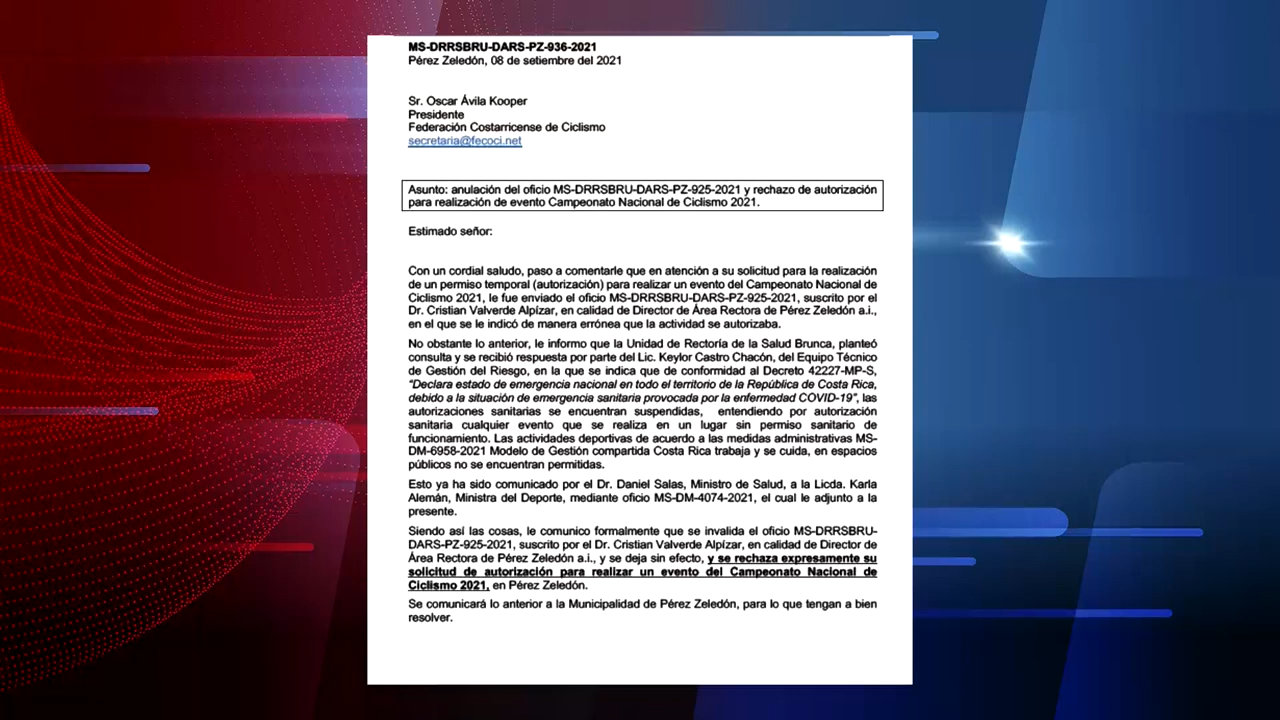 MS-DRRSBRU-DARS-PZ-936-2021
Pérez Zeledón, 08 de setiembre del 2021
Sr. Oscar Ávila Kooper
Presidente
Federación Costarricense de Ciclismo
secretaria@fecoci.net
Asunto: anulación del oficio MS-DRRSBRU-DARS-PZ-925-2021 y rechazo de autorización
para realización de evento Campeonato Nacional de Ciclismo 2021.
Estimado señor:
Con un cordial saludo, paso a comentarle que en atención a su solicitud para la realización
de un permiso temporal (autorización) para realizar un evento del Campeonato Nacional de
Ciclismo 2021, le fue enviado el oficio MS-DRRSBRU-DARS-PZ-925-2021, suscrito por el
Dr. Cristian Valverde Alpízar, en calidad de Director de Área Rectora de Pérez Zeledón a.i.,
en el que se le indicó de manera errónea que la actividad se autorizaba.
No obstante lo anterior, le informo que la Unidad de Rectoría de la Salud Brunca, planteó
consulta y se recibió respuesta por parte del Lic. Keylor Castro Chacón, del Equipo Técnico
de Gestión del Riesgo, en la que se indica que de conformidad al Decreto 42227-MP-S,
“Declara estado de emergencia nacional en todo el territorio de la República de Costa Rica,
debido a la situación de emergencia sanitaria provocada por la enfermedad COVID-19”, las
autorizaciones sanitarias se encuentran suspendidas, entendiendo por autorización
sanitaria cualquier evento que se realiza en un lugar sin permiso sanitario de
funcionamiento. Las actividades deportivas de acuerdo a las medidas administrativas MS-
DM-6958-2021 Modelo de Gestión compartida Costa Rica trabaja y se cuida, en espacios
públicos no se encuentran permitidas.
Esto ya ha sido comunicado por el Dr. Daniel Salas, Ministro de Salud, a la Licda. Karla
Alemán, Ministra del Deporte, mediante oficio MS-DM-4074-2021, el cual le adjunto a la
presente.
Siendo así las cosas, le comunico formalmente que se invalida el oficio MS-DRRSBRU-
DARS-PZ-925-2021, suscrito por el Dr. Cristian Valverde Alpízar, en calidad de Director de
Área Rectora de Pérez Zeledón a.i., y se deja sin efecto, y se rechaza expresamente su
solicitud de autorización para realizar un evento del Campeonato Nacional de
Ciclismo 2021, en Pérez Zeledón.
Se comunicará lo anterior a la Municipalidad de Pérez Zeledón, para lo que tengan a bien
resolver.